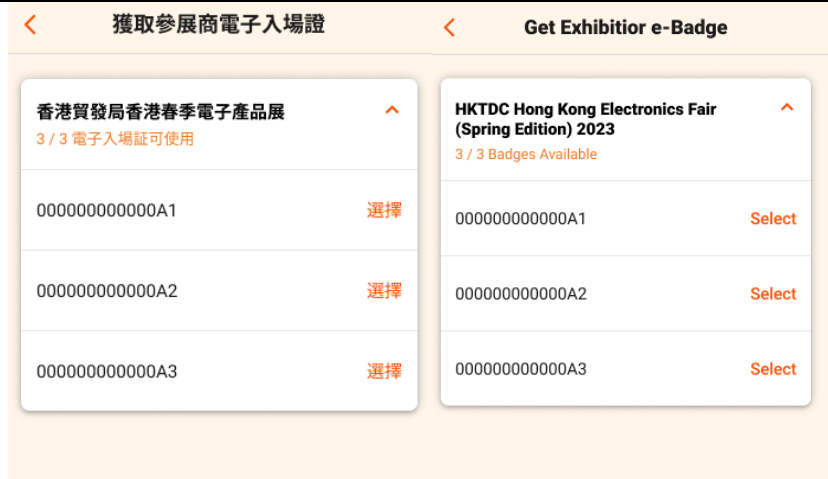 獲取參展商電子入場證
香港貿發局香港春季電子產品展
3 / 3 電子入場証可使用
000000000000A1 選擇
000000000000A2 選擇
000000000000A3 選擇
Get Exhibitior e-Badge
HKTDC Hong Kong Electronics Fair
(Spring Edition) 2023
3 / 3 Badges Available
000000000000A1 Select
000000000000A2 Select
000000000000A3 Select